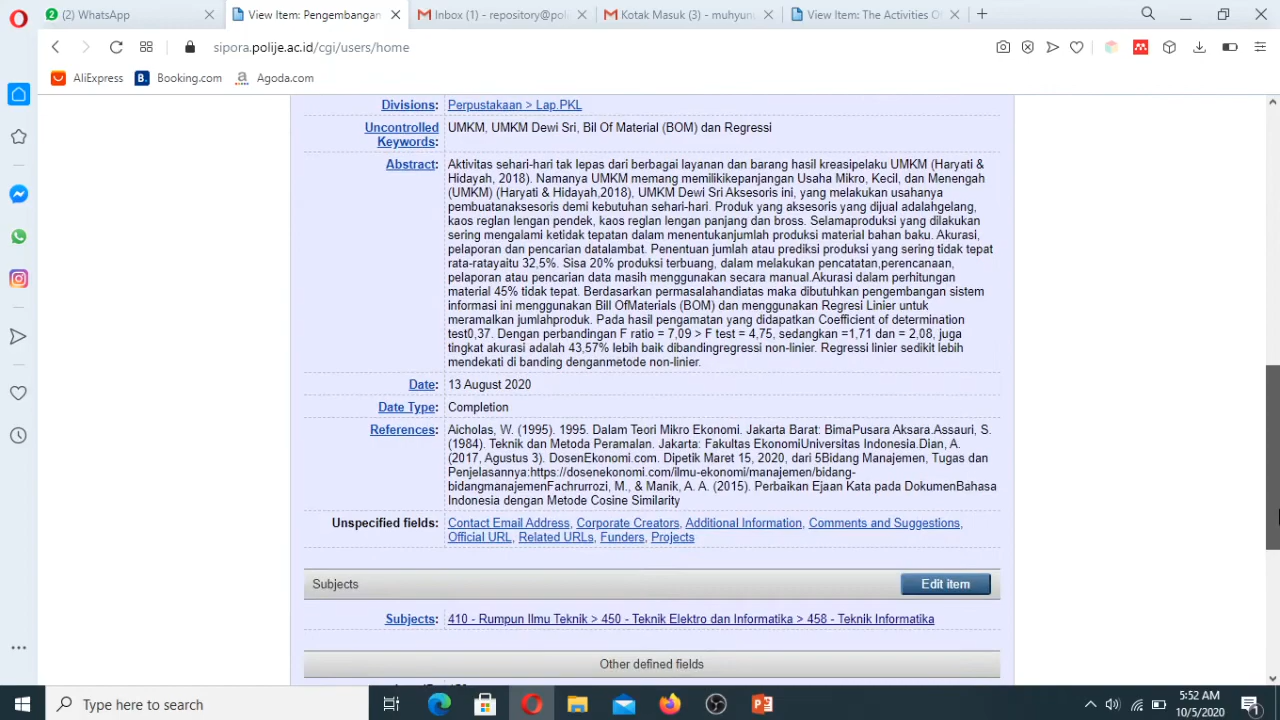 2 WhatsApp
View Item: Pengembangan
Inbox (1) - repository@poli
Kotak Masuk (3) - muhyunu
View Item: The Activities Of
sipora.polije.ac.id/cgi/users/home
AliExpress
B. Booking.com
a Agoda.com
Divisions: Perpustakaan > Lap.PKL
Uncontrolled Keywords: UMKM, UMKM Dewi Sri, Bil Of Material (BOM) dan Regressi
Abstract: Aktivitas sehari-hari tak lepas dari berbagai layanan dan barang hasil kreasipelaku UMKM (Haryati &
Hidayah, 2018). Namanya UMKM memang memilikikepanjangan Usaha Mikro, Kecil, dan Menengah
(UMKM) (Haryati & Hidayah,2018), UMKM Dewi Sri Aksesoris ini, yang melakukan usahanya
pembuatanaksesoris demi kebutuhan sehari-hari. Produk yang aksesoris yang dijual adalahgelang,
kaos reglan lengan pendek, kaos reglan lengan panjang dan bross. Selamaproduksi yang dilakukan
sering mengalami ketidak tepatan dalam menentukanjumlah produksi material bahan baku. Akurasi,
pelaporan dan pencarian datalambat. Penentuan jumlah atau prediksi produksi yang sering tidak tepat
rata-ratayaitu 32,5%. Sisa 20% produksi terbuang, dalam melakukan pencatatan,perencanaan,
pelaporan atau pencarian data masih menggunakan secara manual.Akurasi dalam perhitungan
material 45% tidak tepat. Berdasarkan permasalahandiatas maka dibutuhkan pengembangan sistem
informasi ini menggunakan Bill OfMaterials (BOM) dan menggunakan Regresi Linier untuk
meramalkan jumlahproduk. Pada hasil pengamatan yang didapatkan Coefficient of determination
test0,37. Dengan perbandingan F ratio = 7,09 > F test = 4,75, sedangkan =1,71 dan = 2.08, juga
tingkat akurasi adalah 43,57% lebih baik dibandingregressi non-linier. Regressi linier sedikit lebih
mendekati di banding denganmetode non-linier.
Date: 13 August 2020
Date Type: Completion
References: Aicholas, W. (1995). 1995. Dalam Teori Mikro Ekonomi. Jakarta Barat: BimaPusara Aksara.Assauri, S.
(1984). Teknik dan Metoda Peramalan. Jakarta: Fakultas EkonomiUniversitas Indonesia.Dian, A.
(2017, Agustus 3). DosenEkonomi.com. Dipetik Maret 15, 2020, dari 5Bidang Manajemen, Tugas dan
Penjelasannya:https://dosenekonomi.com/ilmu-ekonomi/manajemen/bidang-
bidangmanajemenFachrurrozi, M., & Manik, A. A. (2015). Perbaikan Ejaan Kata pada DokumenBahasa
Indonesia dengan Metode Cosine Similarity
Unspecified fields: Contact Email Address, Corporate Creators, Additional Information, Comments and Suggestions,
Official URL, Related URLs, Funders, Projects
Subjects
Edit item
Subjects: 410 - Rumpun Ilmu Teknik > 450 - Teknik Elektro dan Informatika > 458 - Teknik Informatika
Other defined fields
Type here to search
5:52 AM
10/5/2020
1